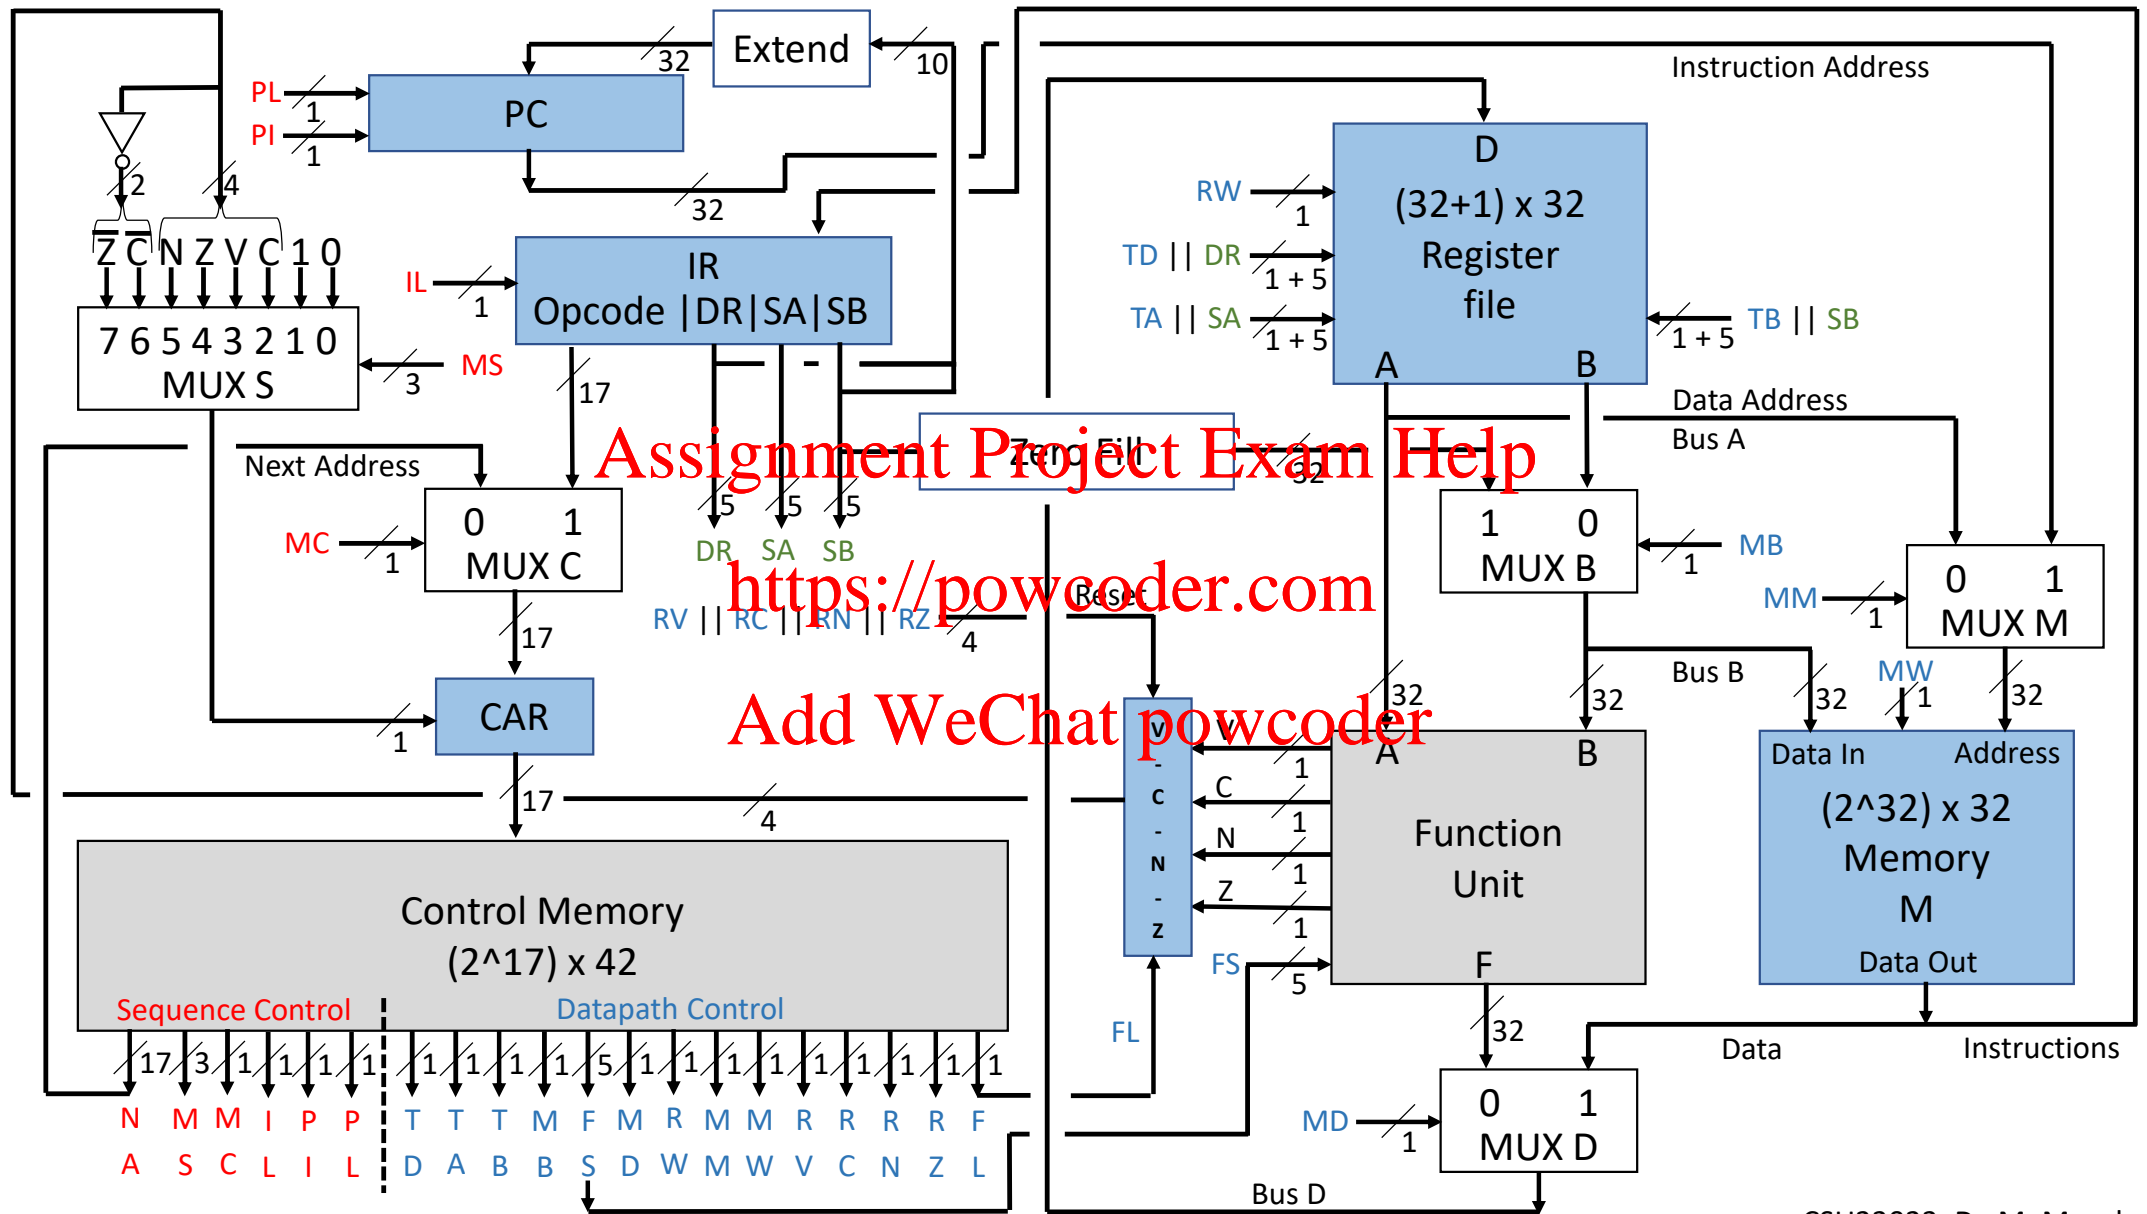 Extend
32
10
Instruction Address
PL
1
PC
PI
1
D
2
4
32
RW
1
(32+1) x 32
Z C N Z V C 1 0
IR
TD || DR
1 + 5
Register
IL
1
Opcode |DR|SA|SB
TA || SA
1 + 5
file
1 + 5
TB || SB
7 6 5 4 3 2 1 0
MUX S
3
MS
17
A
B
Data Address
Bus A
Next Address
Zero Fill
32
Assignment Project Exam Help
5
5
5
0 1
MUX C
MC
1
DR SA SB
1 0
MUX B
1
MB
0 1
MUX M
MM
1
https://powcoder.com
Reset
RV || RC || RN || RZ
4
17
Bus B
MW
32
32
32
1
32
CAR
1
Add WeChat powcoder
V
-
C
-
N
-
Z
V
1
C
1
N
1
Z
1
A
B
Function
Unit
F
Data In
Address
(2^32) x 32
Memory
M
Data Out
17
4
Control Memory
(2^17) x 42
FS
5
Sequence Control
Datapath Control
FL
32
Data
Instructions
17 3 1 1 1 1 1 1 1 1 5 1 1 1 1 1 1 1 1 1
N M M I P P T T T M F M R M M R R R R F
A S C L I L D A B B S D W M W V C N Z L
MD
1
0 1
MUX D
Bus D